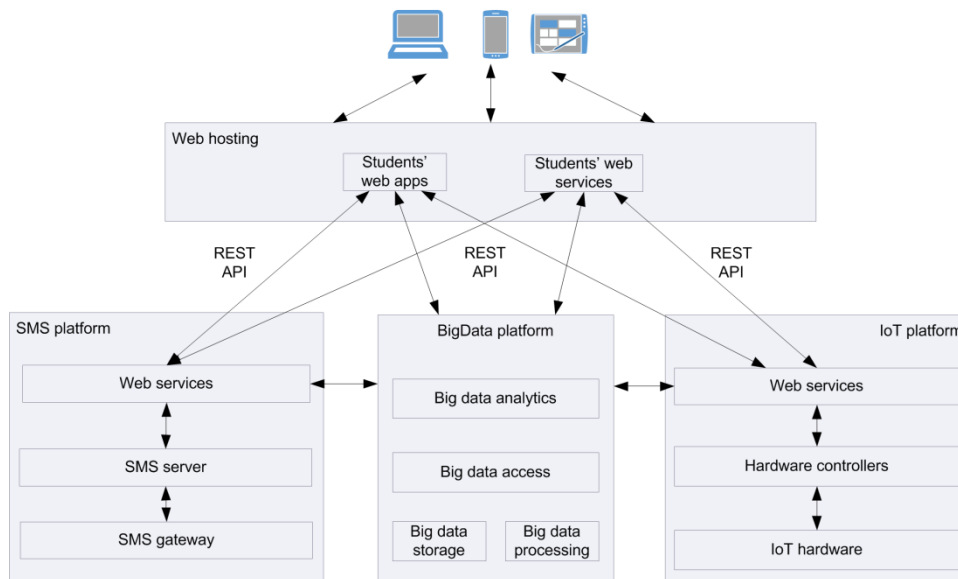 Web hosting
Students’
web apps
Students’ web
services
REST
API
REST
API
REST
API
SMS platform
BigData platform
IoT platform
Web services
Big data analytics
Web services
SMS server
Big data access
Hardware controllers
SMS gateway
Big data
storage
Big data
processing
IoT hardware